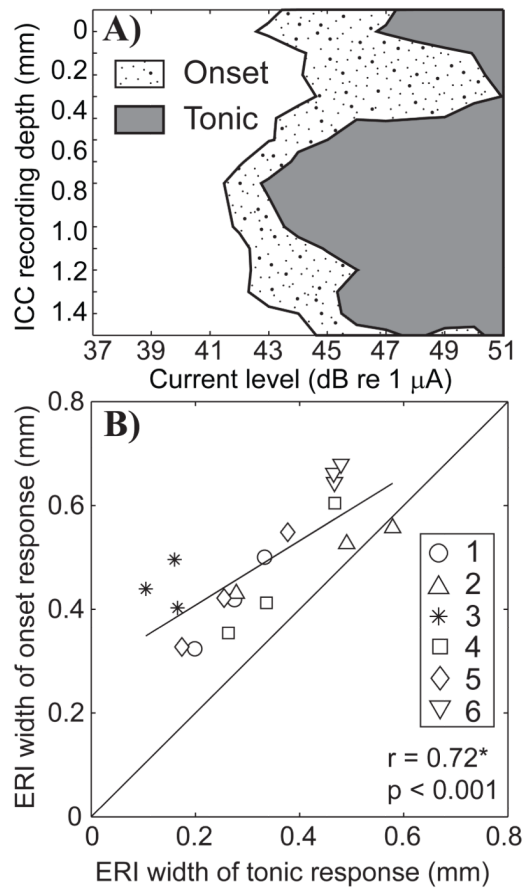 A)
Onset
Tonic
ICC recording depth (mm)
0
0.2
0.4
0.6
0.8
1.0
1.2
1.4
37 39 41 43 45 47 49 51
Current level (dB re 1 μA)
B)
ERI width of onset response (mm)
0.8
0.6
0.4
0.2
0
1
2
3
4
5
6
r = 0.72*
p < 0.001
0 0.2 0.4 0.6 0.8
ERI width of tonic response (mm)